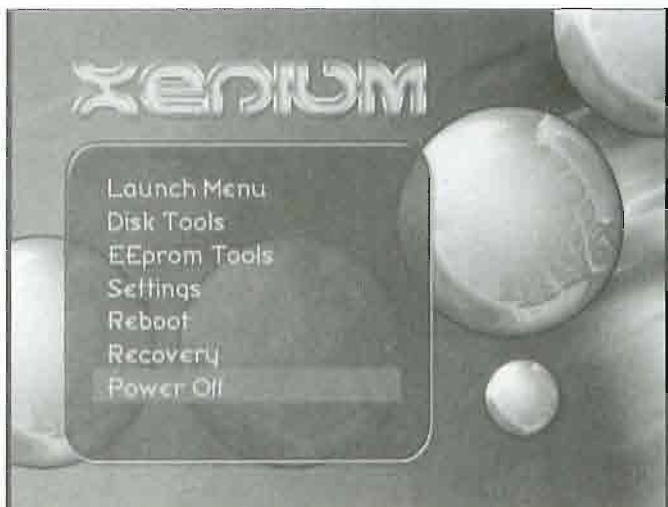 XENIUM
Launch Menu
Disk Tools
EEprom Tools
Settings
Reboot
Recovery
Power Off